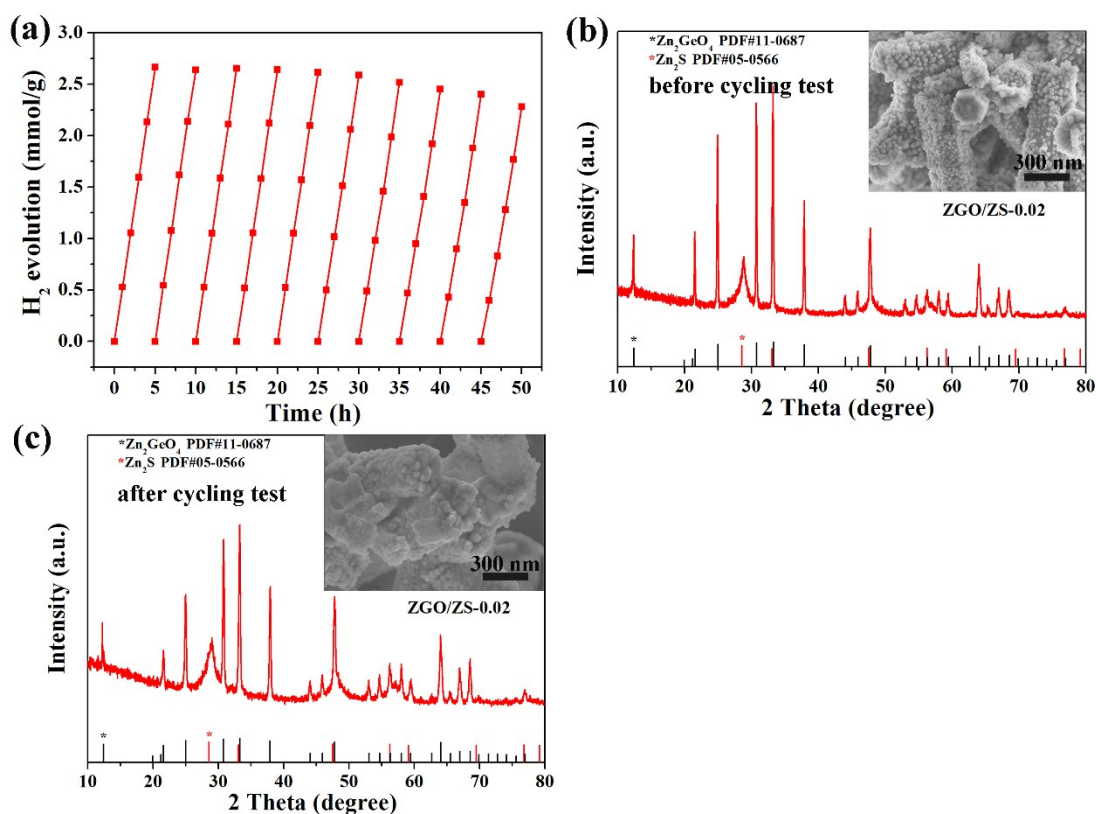 (a)
3.0
2.5
2.0
1.5
1.0
0.5
0.0
H₂ evolution (mmol/g)
0 5 10 15 20 25 30 35 40 45 50
Time (h)
(b)
*Zn₂GeO₄ PDF#11-0687
*Zn₂S PDF#05-0566
before cycling test
300 nm
ZGO/ZS-0.02
Intensity (a.u.)
* *
10 20 30 40 50 60 70 80
2 Theta (degree)
(c)
*Zn₂GeO₄ PDF#11-0687
*Zn₂S PDF#05-0566
after cycling test
300 nm
ZGO/ZS-0.02
Intensity (a.u.)
* *
10 20 30 40 50 60 70 80
2 Theta (degree)